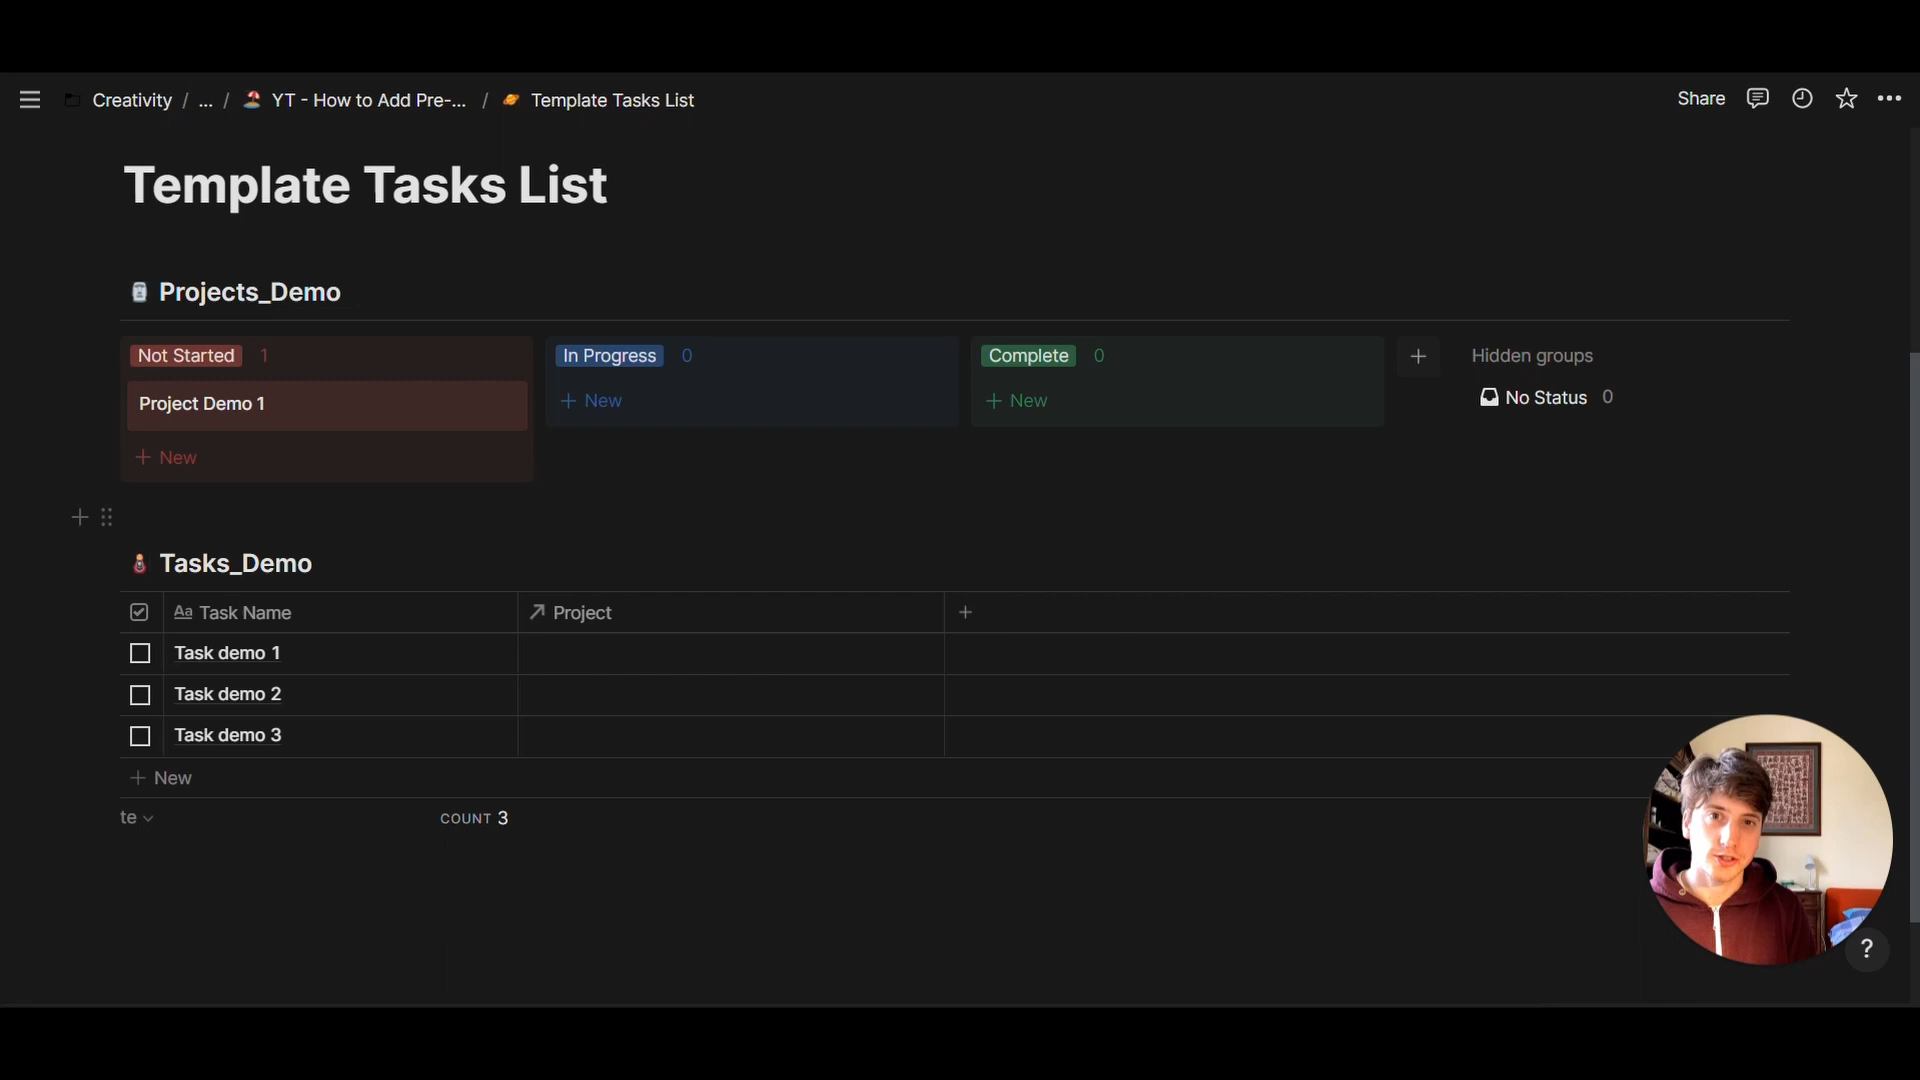 Creativity / ... / YT - How to Add Pre-... / Template Tasks List
Share
Template Tasks List
Projects_Demo
Not Started 1
In Progress 0
Complete 0
Hidden groups
Project Demo 1
+ New
+ New
No Status 0
+ New
Tasks_Demo
Aa Task Name
Project
Task demo 1
Task demo 2
Task demo 3
+ New
te
COUNT 3
?